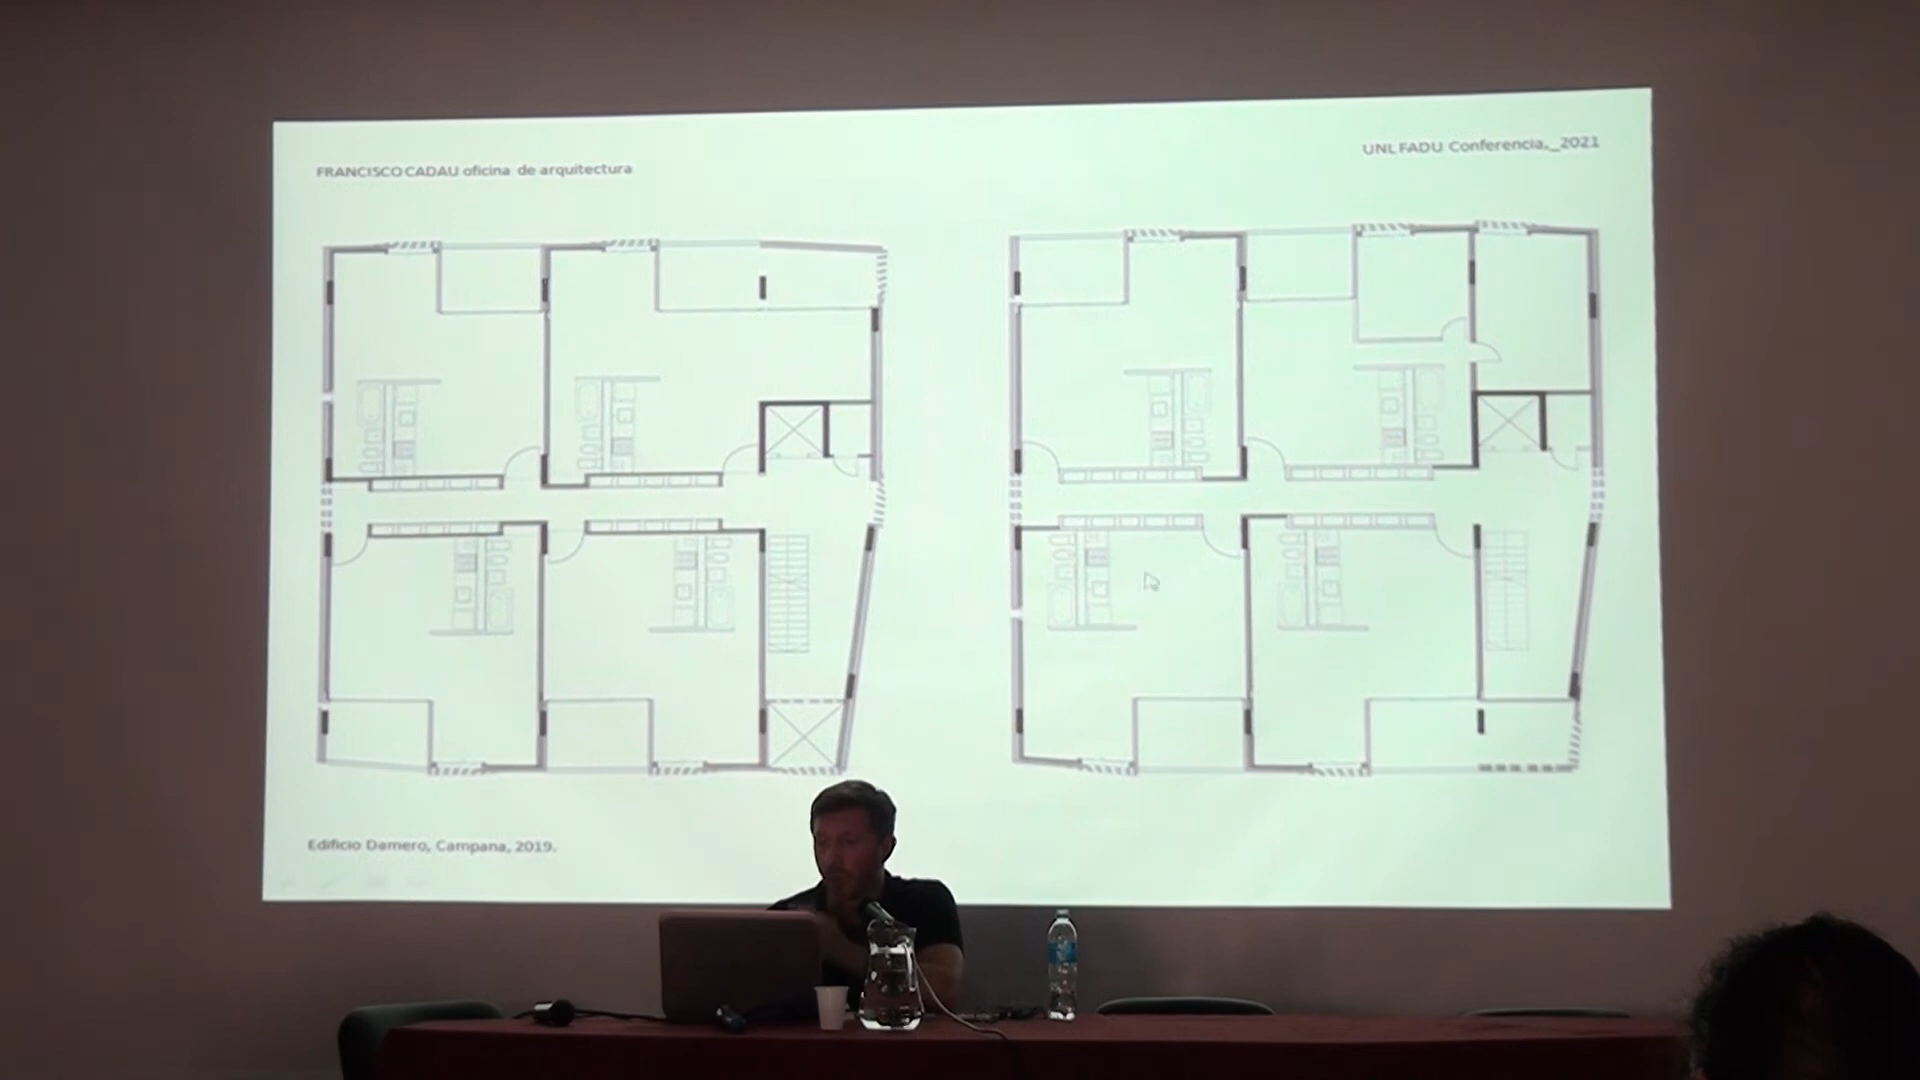 FRANCISCO CADAU oficina de arquitectura
UNL FADU Conferencia._2021
Edificio Damero, Campana, 2019.